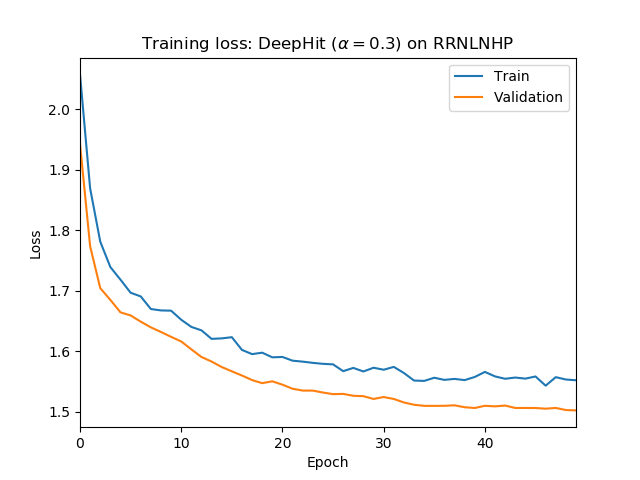 Training loss: DeepHit (α = 0.3) on RRNLNHP
Train
Validation
Loss
2.0
1.9
1.8
1.7
1.6
1.5
0
10
20
30
40
Epoch